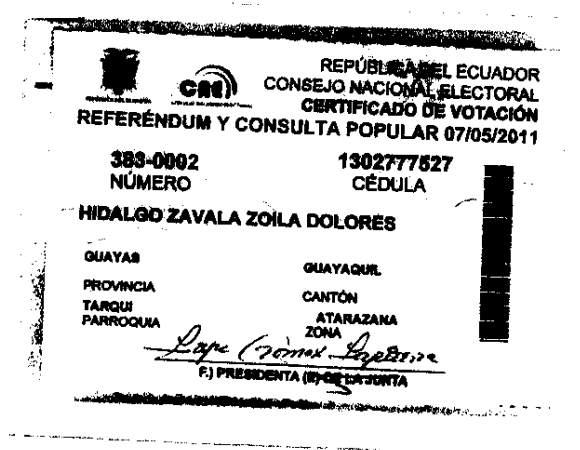 REPÚBLICA DEL ECUADOR
CNE CONSEJO NACIONAL ELECTORAL
CERTIFICADO DE VOTACIÓN
REFERÉNDUM Y CONSULTA POPULAR 07/05/2011
383-0002 1302777527
NÚMERO CÉDULA
HIDALGO ZAVALA ZOILA DOLORES
GUAYAS GUAYAQUIL
PROVINCIA CANTÓN
TARQUI ATARAZANA
PARROQUIA ZONA
F.) PRESIDENTA (E) DE LA JUNTA